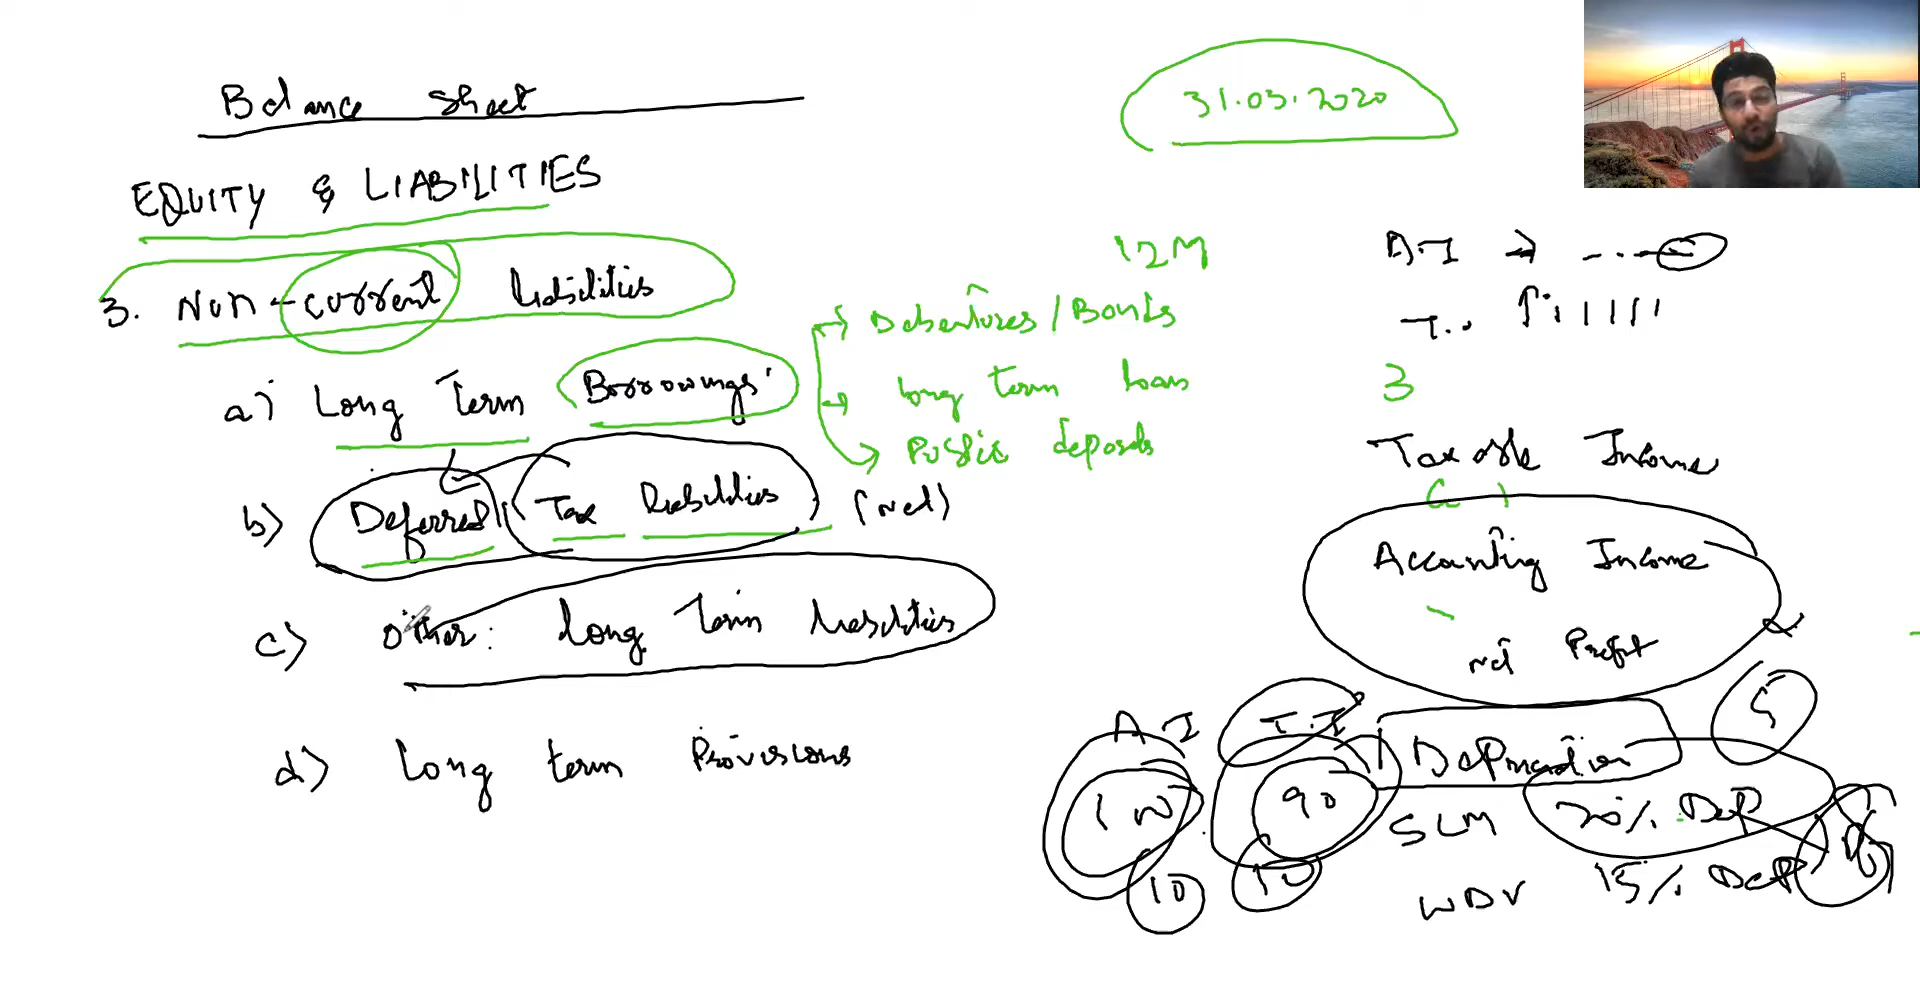 Balance Sheet
31.03.2020
EQUITY & LIABILITIES
3. Non-current liabilities
12M
A.I →
→ Debentures / Bonds
a) Long Term Borrowings
→ long term loan
3
→ Public deposits
Taxable Income
b) Deferred Tax Liabilities (net)
Accounting Income
c) other: long term liabilities
net Profit
A I
T.I
5
d) Long term Provisions
Depreciation
100
90
SLM
20% Dep
10
10
WDV
15% Dep